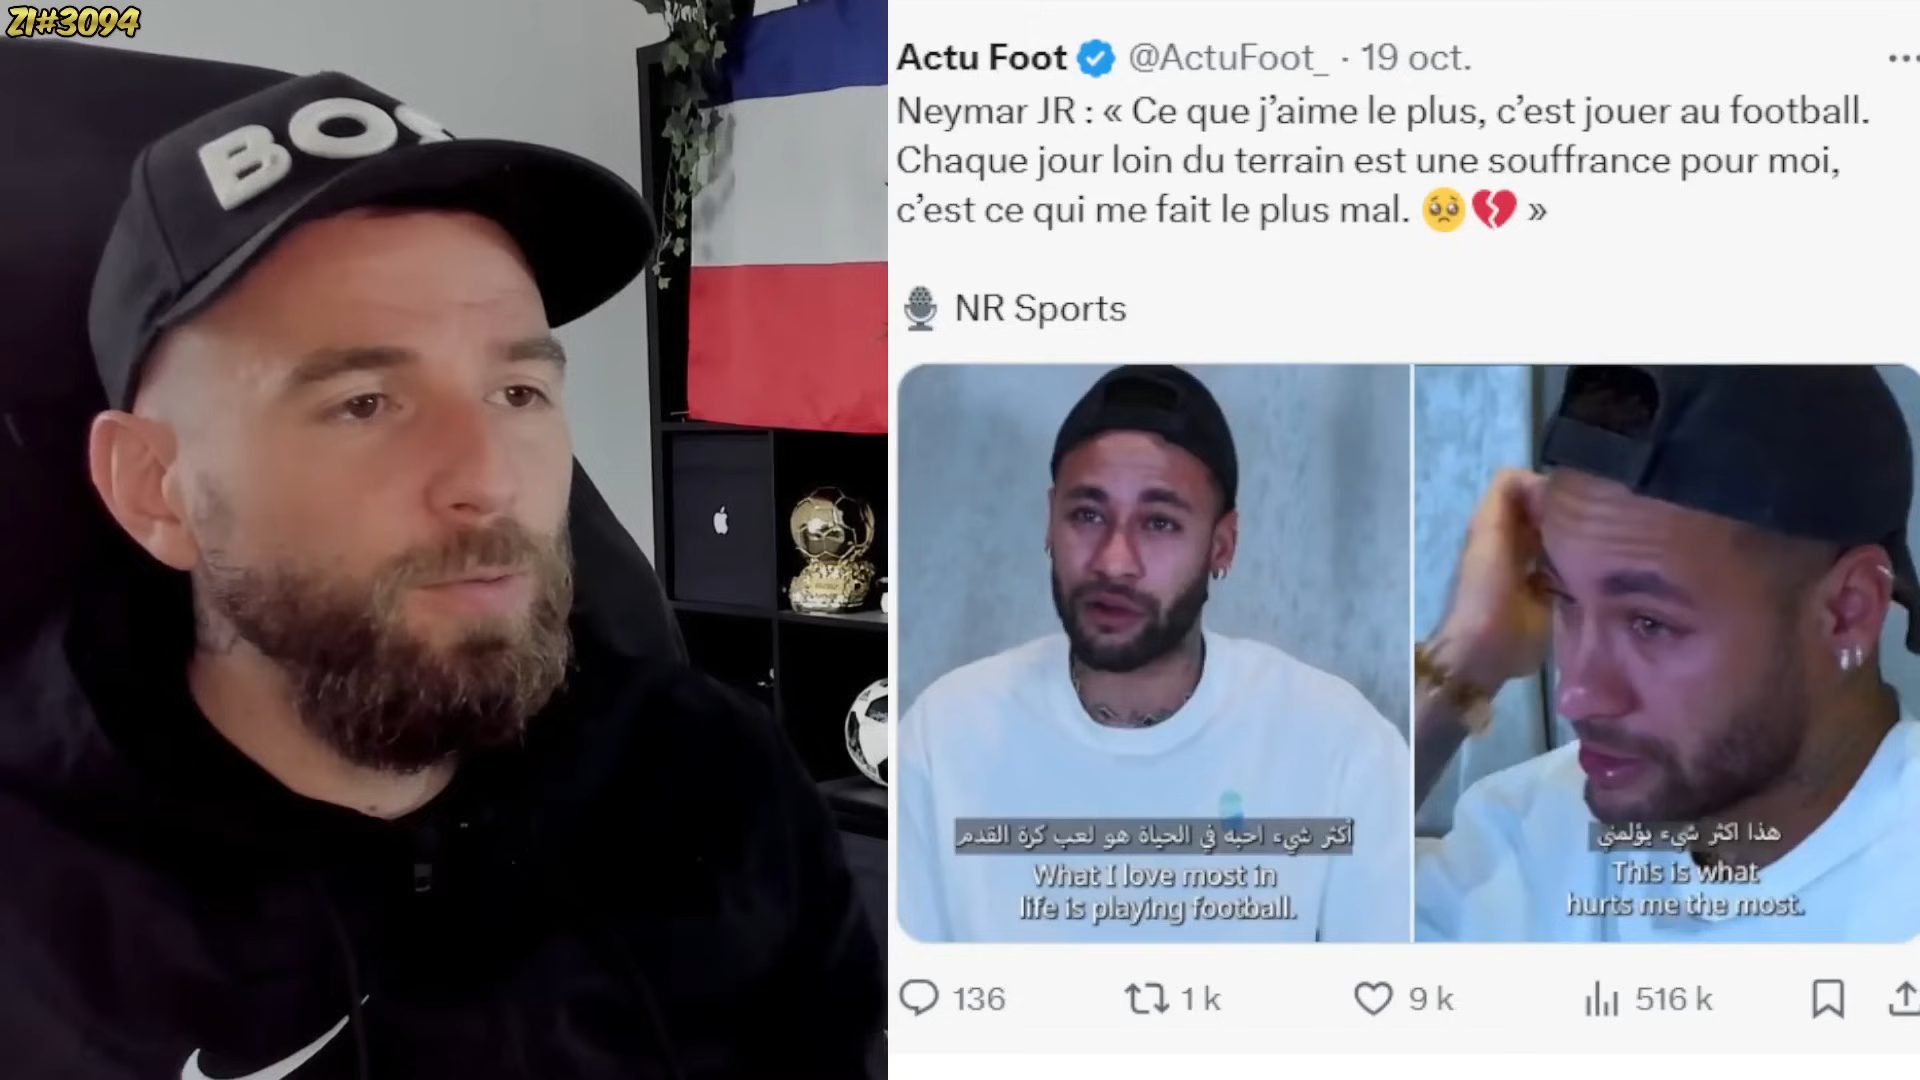 ZI#3094
BOS
Actu Foot @ActuFoot_ · 19 oct.
Neymar JR : « Ce que j’aime le plus, c’est jouer au football.
Chaque jour loin du terrain est une souffrance pour moi,
c’est ce qui me fait le plus mal. 🥺💔 »
🎙 NR Sports
أكثر شيء احبه في الحياة هو لعب كرة القدم
What I love most in
life is playing football.
هذا اكثر شيء يؤلمني
This is what
hurts me the most.
136 1 k 9 k 516 k